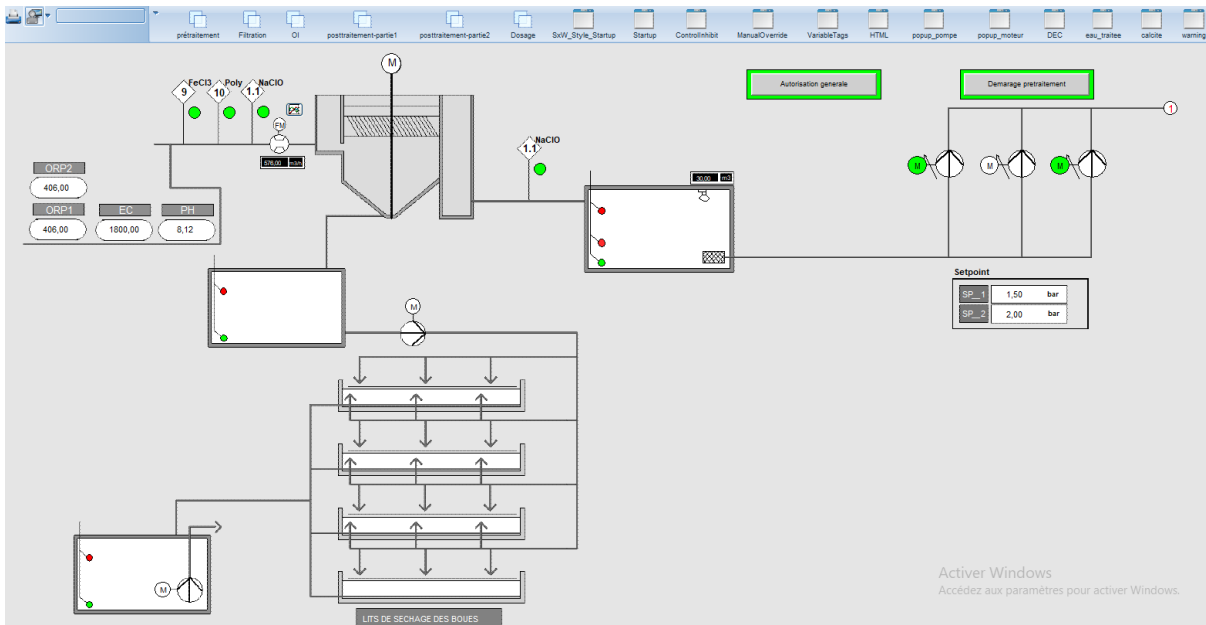 prétraitement
Filtration
OI
posttraitement-partie1
posttraitement-partie2
Dosage
SxW_Style_Startup
Startup
ControlInhibit
ManualOverride
VariableTags
HTML
popup_pompe
popup_moteur
DEC
eau_traitee
calcite
warning
M
FeCl3
Poly
NaClO
9
10
1.1
FM
576,00 m3/h
Autorisation generale
Demarage pretraitement
1
NaClO
1.1
ORP2
406,00
ORP1
EC
PH
406,00
1800,00
8,12
30,00 m3
M
M
M
Setpoint
SP__1 1,50 bar
SP__2 2,00 bar
M
M
LITS DE SECHAGE DES BOUES
Activer Windows
Accédez aux paramètres pour activer Windows.